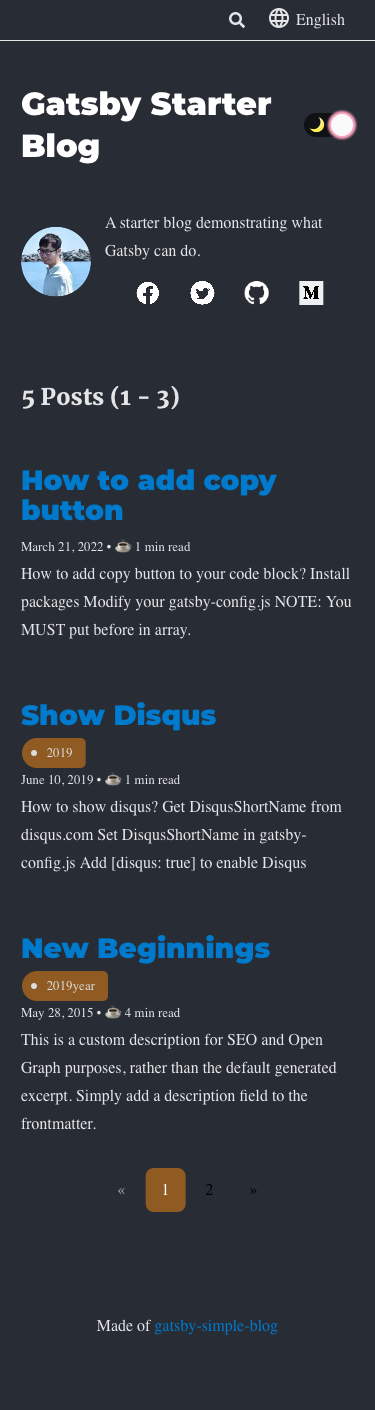 English
Gatsby Starter
Blog
A starter blog demonstrating what
Gatsby can do.
5 Posts (1 - 3)
How to add copy
button
March 21, 2022 • ☕ 1 min read
How to add copy button to your code block? Install
packages Modify your gatsby-config.js NOTE: You
MUST put before in array.
Show Disqus
2019
June 10, 2019 • ☕ 1 min read
How to show disqus? Get DisqusShortName from
disqus.com Set DisqusShortName in gatsby-
config.js Add [disqus: true] to enable Disqus
New Beginnings
2019year
May 28, 2015 • ☕ 4 min read
This is a custom description for SEO and Open
Graph purposes, rather than the default generated
excerpt. Simply add a description field to the
frontmatter.
« 1 2 »
Made of gatsby-simple-blog